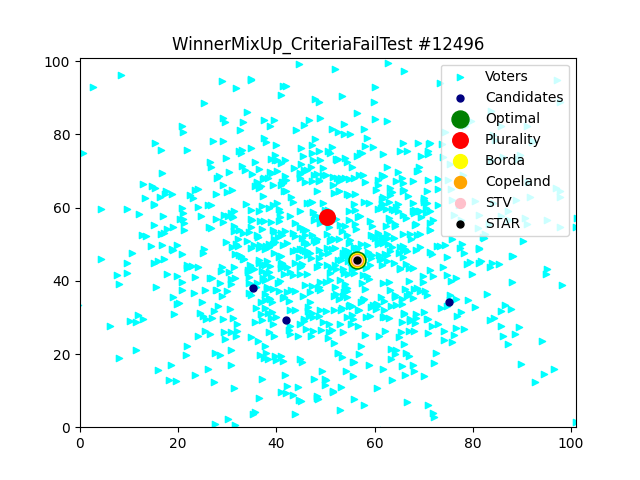 WinnerMixUp_CriteriaFailTest #12496
100
80
60
40
20
0
0
20
40
60
80
100
Voters
Candidates
Optimal
Plurality
Borda
Copeland
STV
STAR